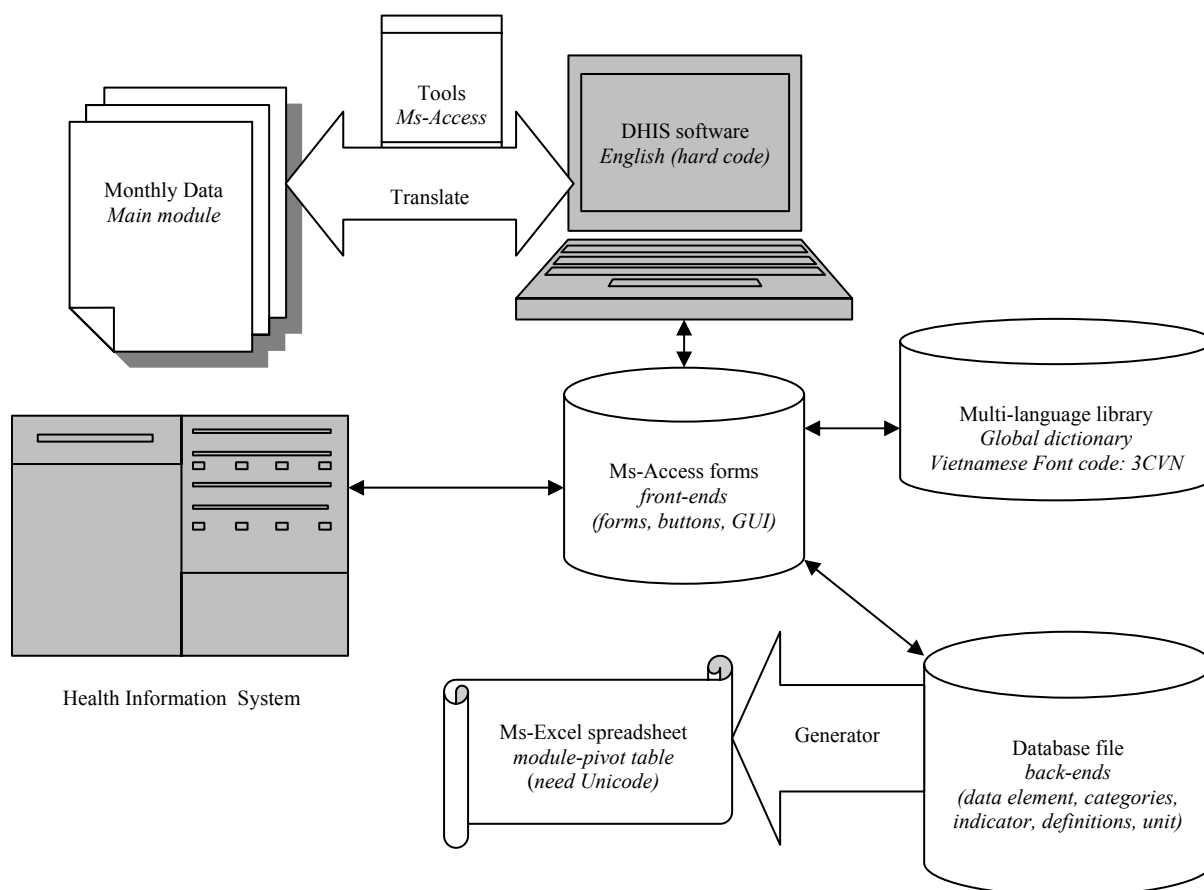 Tools
Ms-Access
DHIS software
English (hard code)
Monthly Data
Main module
Translate
Multi-language library
Global dictionary
Vietnamese Font code: 3CVN
Ms-Access forms
front-ends
(forms, buttons, GUI)
Health Information System
Ms-Excel spreadsheet
module-pivot table
(need Unicode)
Generator
Database file
back-ends
(data element, categories,
indicator, definitions, unit)